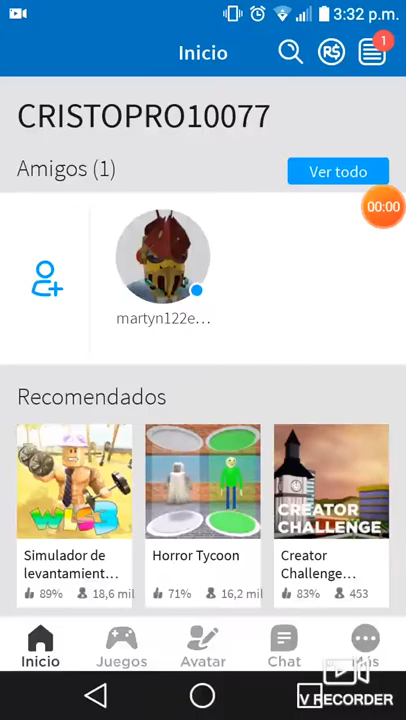 3:32 p.m.
Inicio
R$
1
CRISTOPRO10077
Amigos (1)
Ver todo
00:00
martyn122e...
Recomendados
WLS3
CREATOR
CHALLENGE
Simulador de
levantamient...
Horror Tycoon
Creator
Challenge...
89% 18,6 mil
71% 16,2 mil
83% 453
Inicio
Juegos
Avatar
Chat
V RECORDER